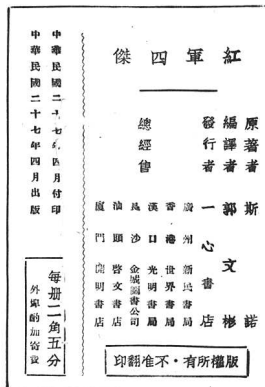 紅軍四傑
原著者 斯諾
編譯者 郭文彬
發行者 一心書店
總經售
廣州 新民書局
香港 世界書局
漢口 光明書局
長沙 金城圖書公司
汕頭 啓文書店
廈門 開明書店
中華民國二十七年四月付印
中華民國二十七年四月出版
每册二角五分
外埠酌加寄費
版權所有·不准翻印